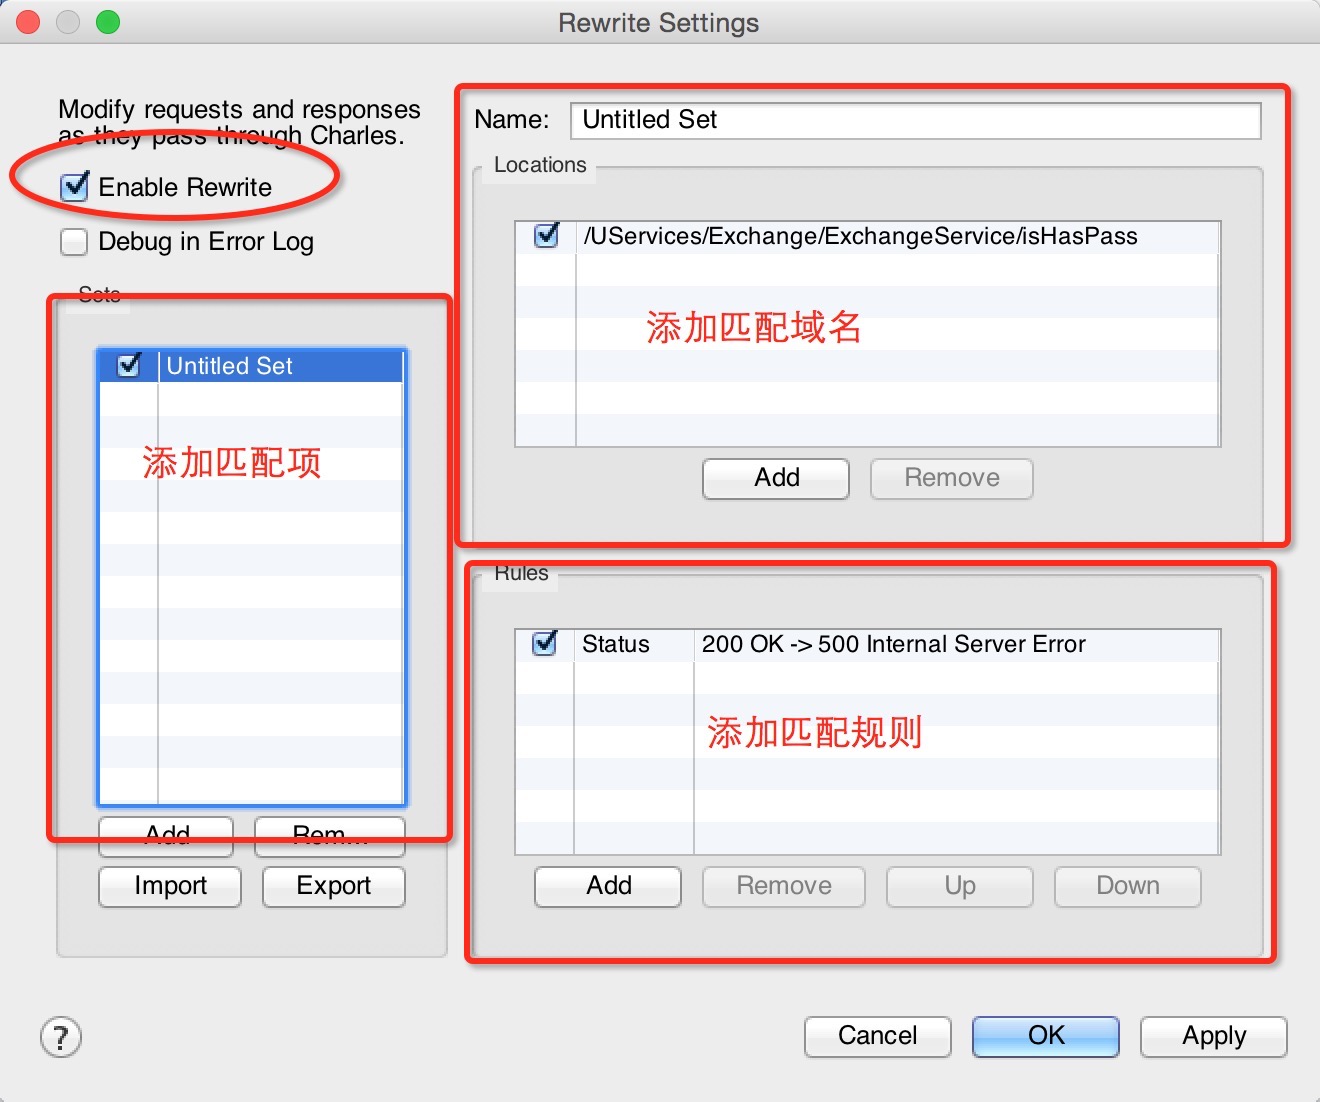 Rewrite Settings
Modify requests and responses
as they pass through Charles.
Enable Rewrite
Debug in Error Log
Sets
Untitled Set
添加匹配项
Add
Rem...
Import
Export
Name:
Untitled Set
Locations
/UServices/Exchange/ExchangeService/isHasPass
添加匹配域名
Add
Remove
Rules
Status
200 OK -> 500 Internal Server Error
添加匹配规则
Add
Remove
Up
Down
?
Cancel
OK
Apply